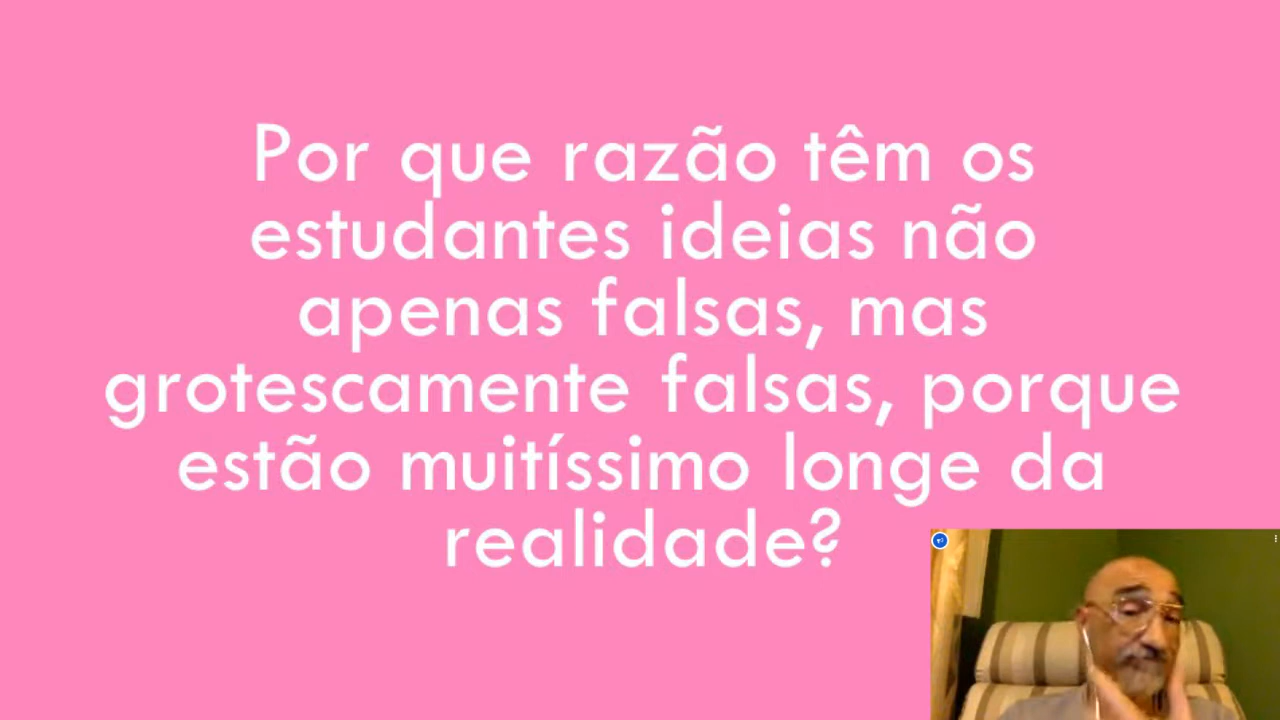 Por que razão têm os
estudantes ideias não
apenas falsas, mas
grotescamente falsas, porque
estão muitíssimo longe da
realidade?